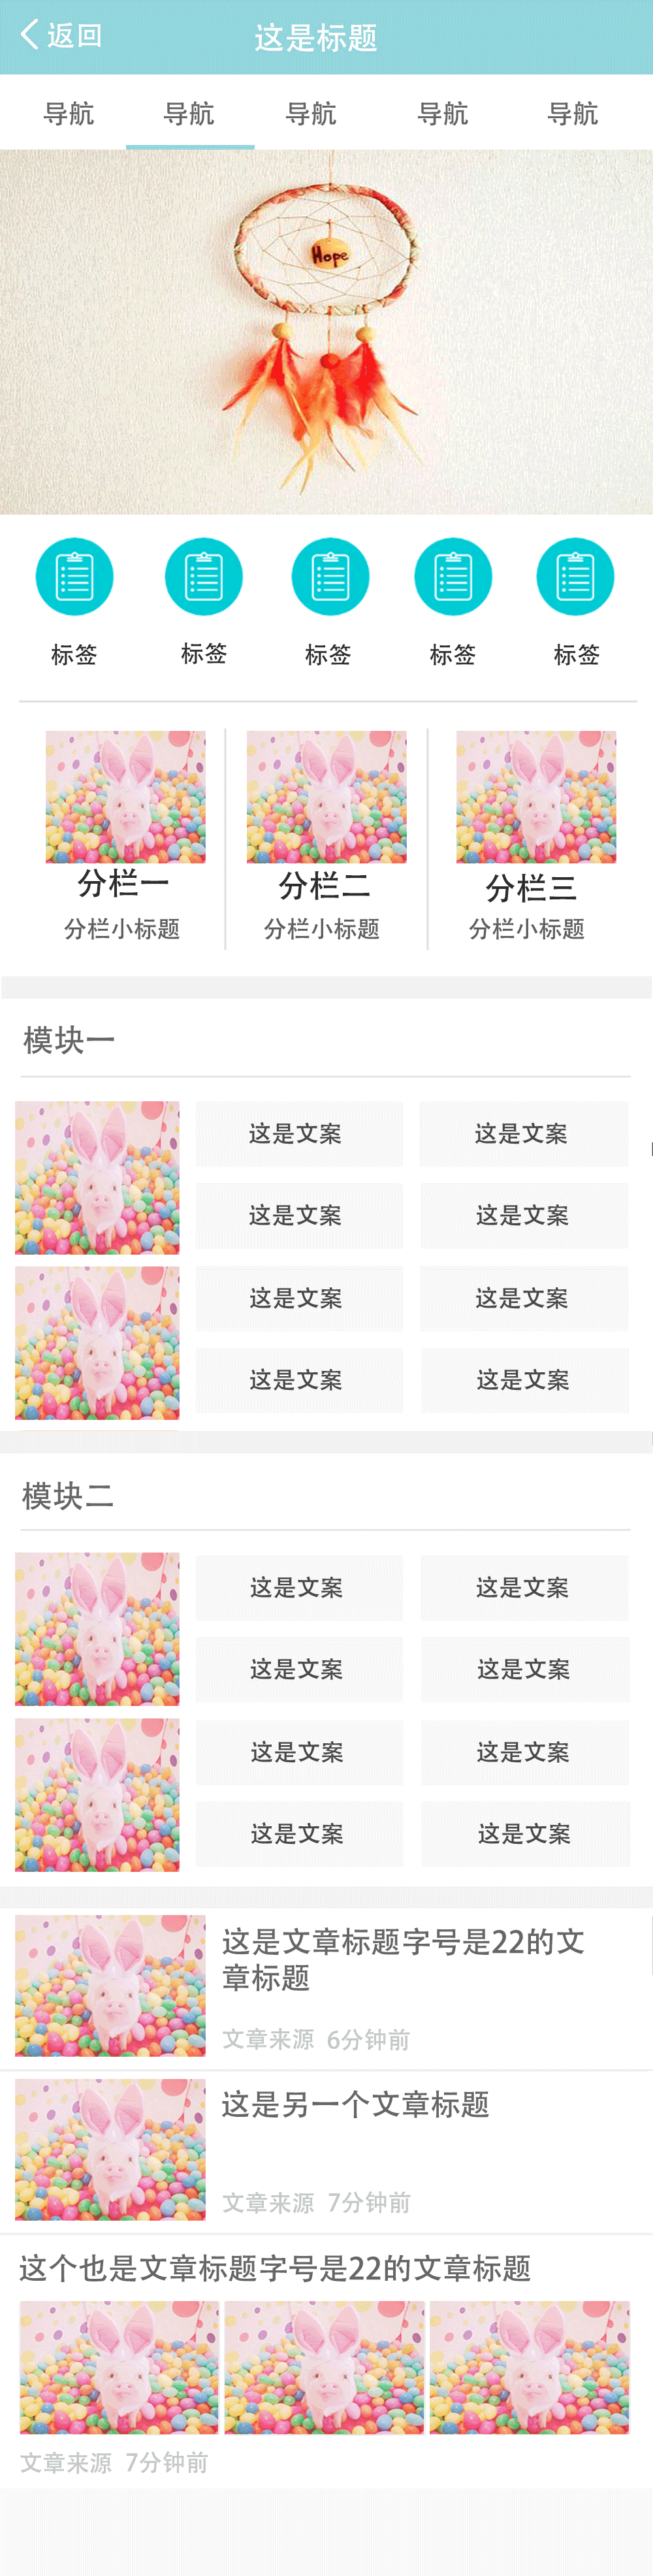 返回 这是标题
导航 导航 导航 导航 导航
Hope
标签 标签 标签 标签 标签
分栏一 分栏二 分栏三
分栏小标题 分栏小标题 分栏小标题
模块一
这是文案 这是文案
这是文案 这是文案
这是文案 这是文案
这是文案 这是文案
模块二
这是文案 这是文案
这是文案 这是文案
这是文案 这是文案
这是文案 这是文案
这是文章标题字号是22的文
章标题
文章来源 6分钟前
这是另一个文章标题
文章来源 7分钟前
这个也是文章标题字号是22的文章标题
文章来源 7分钟前